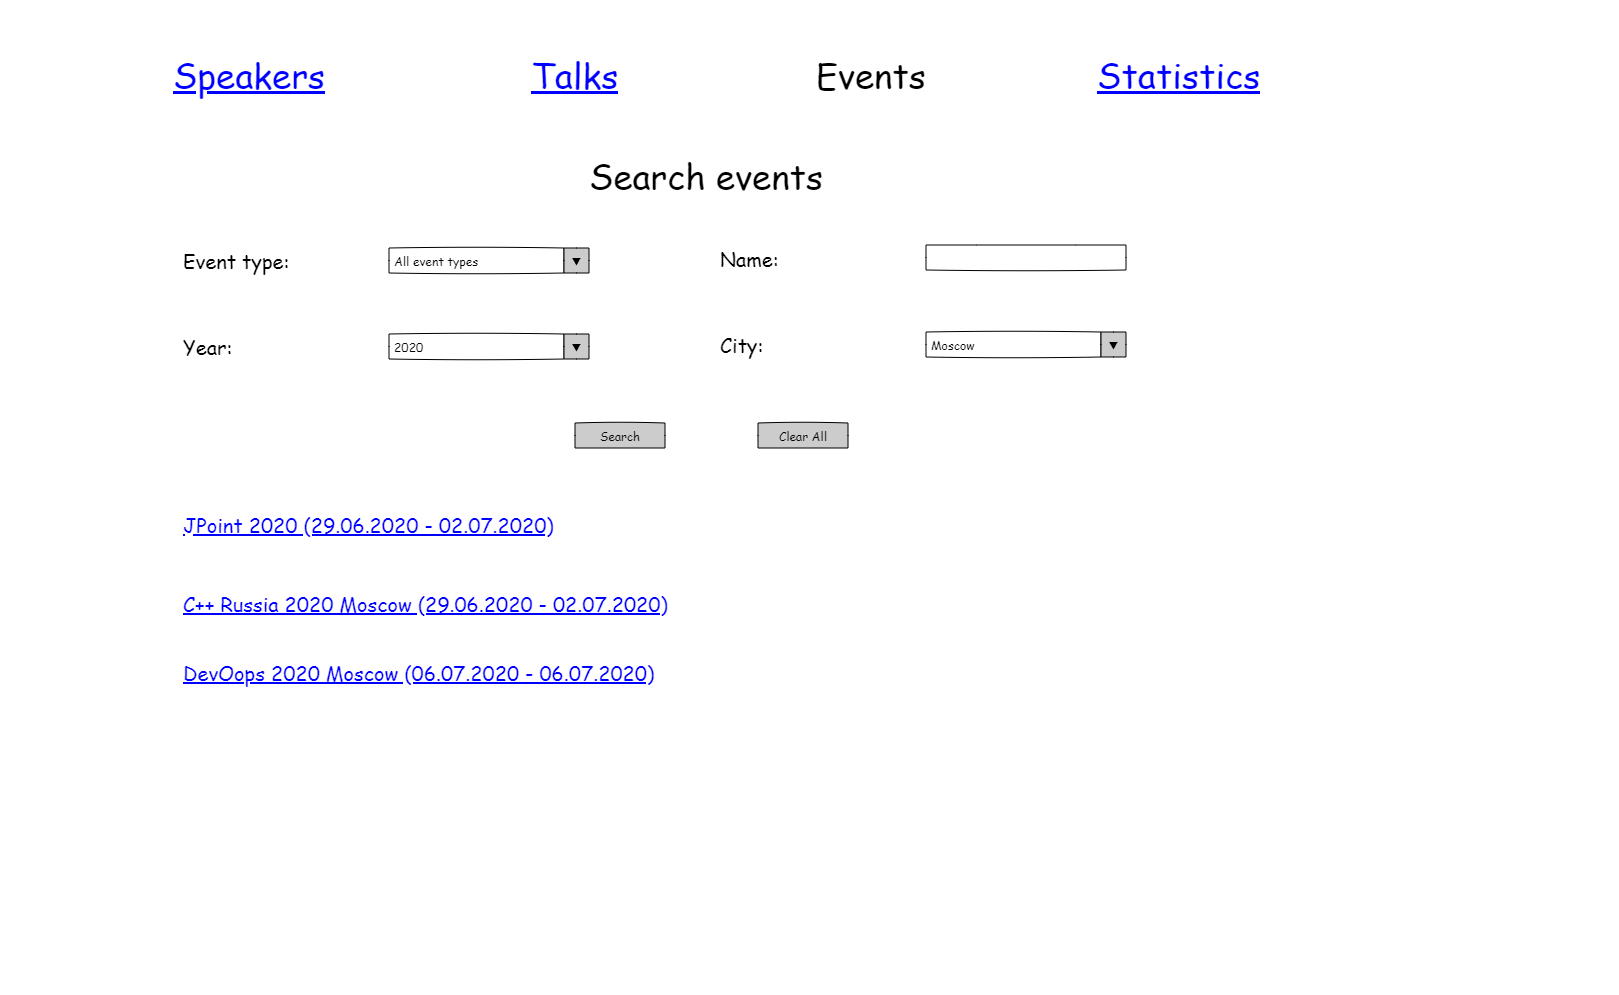 Speakers Talks Events Statistics
Search events
Event type: All event types ▼ Name:
Year: 2020 ▼ City: Moscow ▼
Search Clear All
JPoint 2020 (29.06.2020 - 02.07.2020)
C++ Russia 2020 Moscow (29.06.2020 - 02.07.2020)
DevOops 2020 Moscow (06.07.2020 - 06.07.2020)